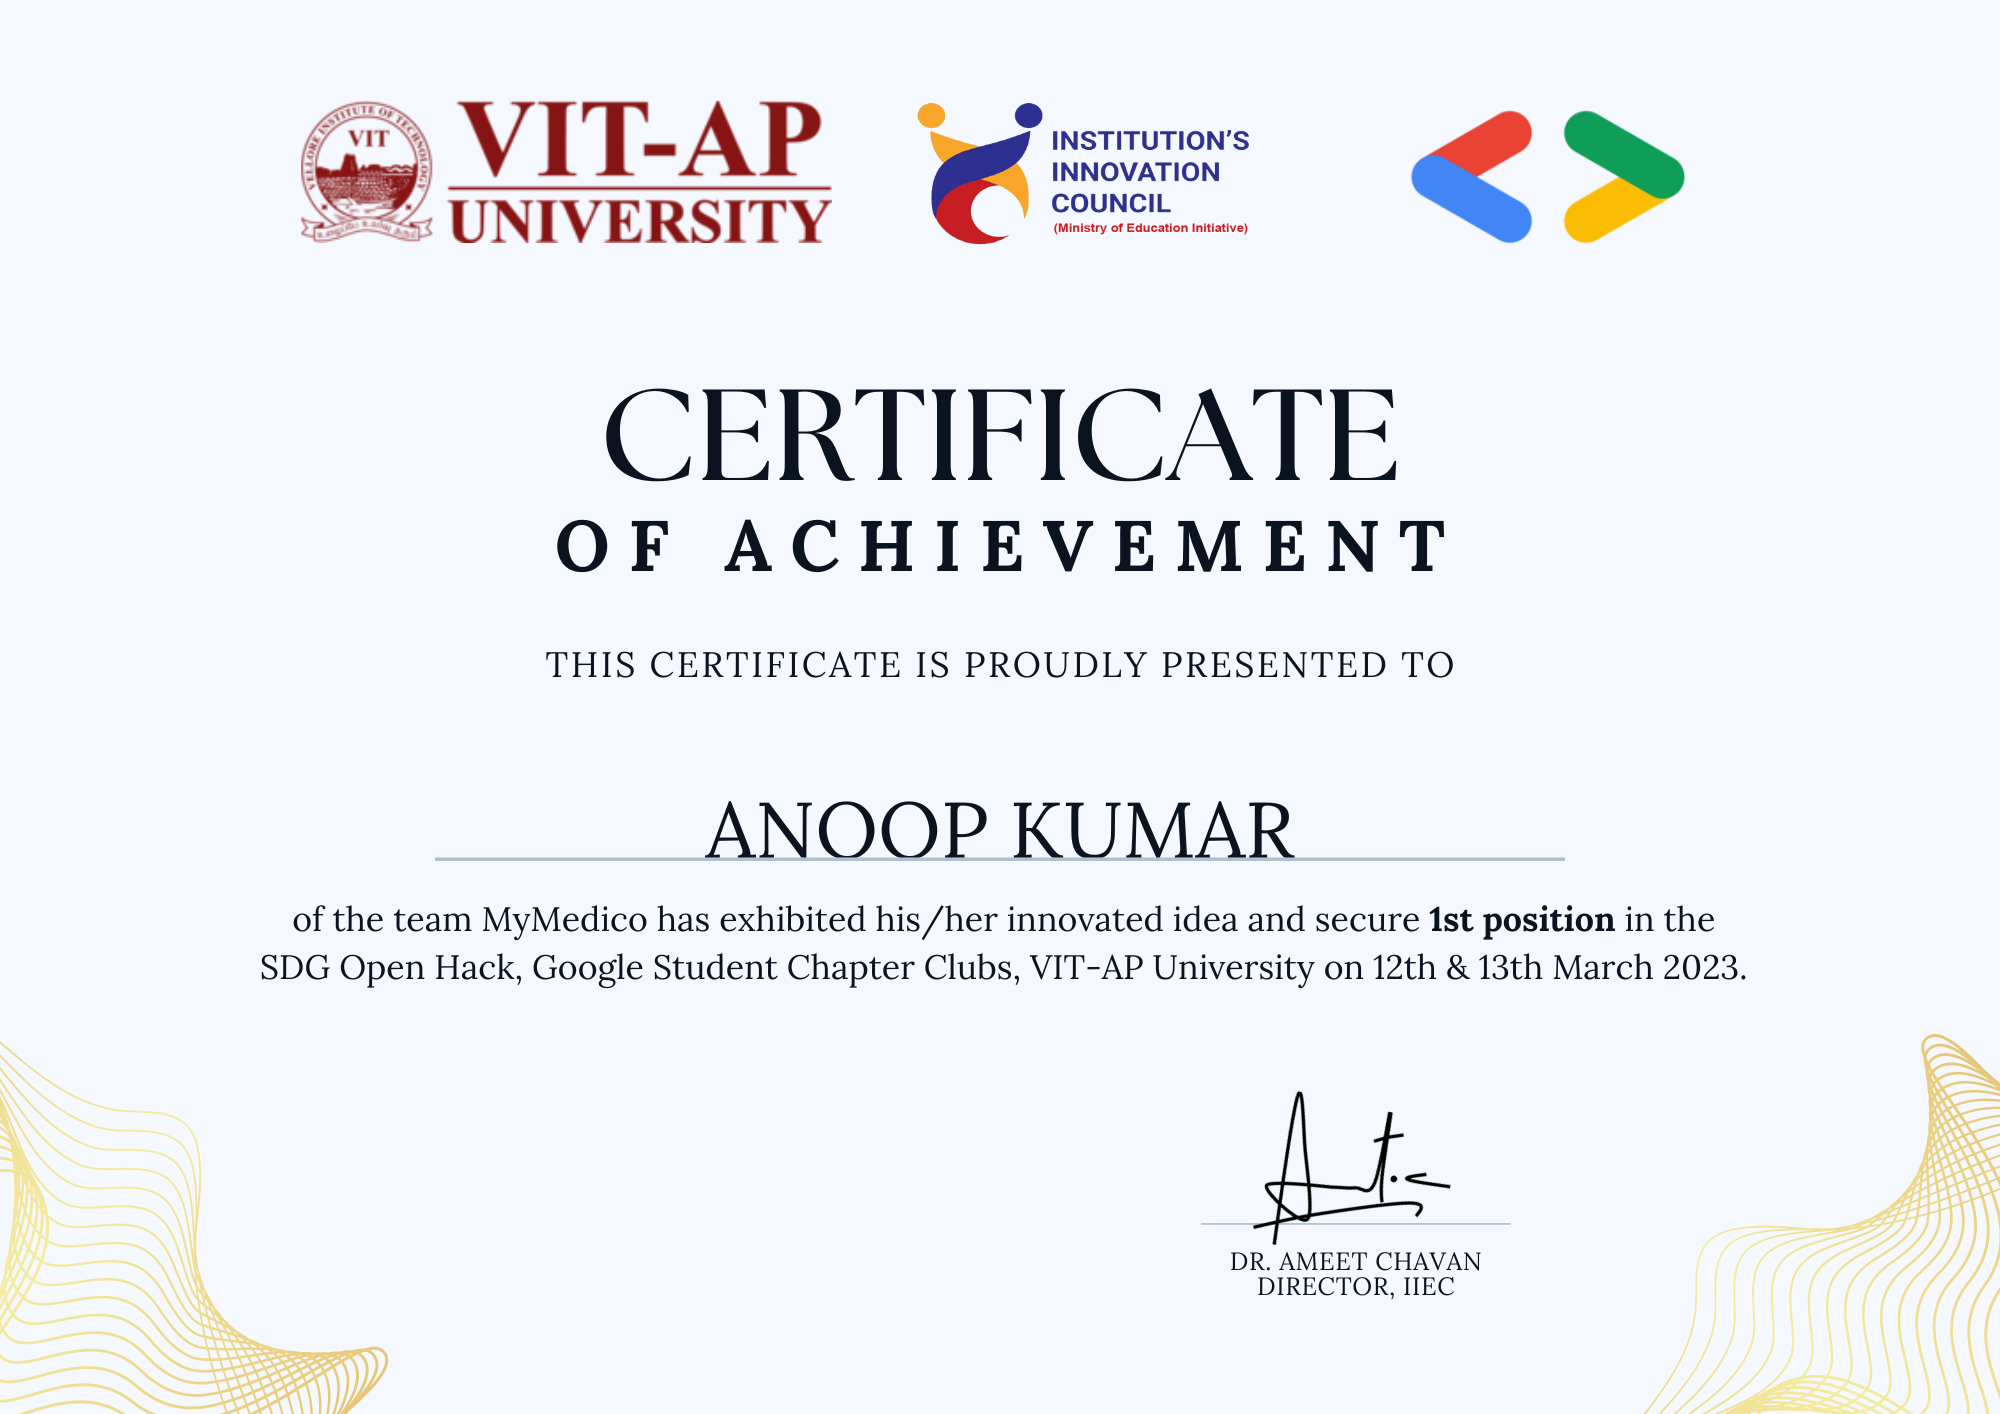 VELLORE INSTITUTE OF TECHNOLOGY
VIT
VIT-AP
UNIVERSITY
INSTITUTION'S
INNOVATION
COUNCIL
(Ministry of Education Initiative)
CERTIFICATE
OF ACHIEVEMENT
THIS CERTIFICATE IS PROUDLY PRESENTED TO
ANOOP KUMAR
of the team MyMedico has exhibited his/her innovated idea and secure 1st position in the
SDG Open Hack, Google Student Chapter Clubs, VIT-AP University on 12th & 13th March 2023.
DR. AMEET CHAVAN
DIRECTOR, IIEC